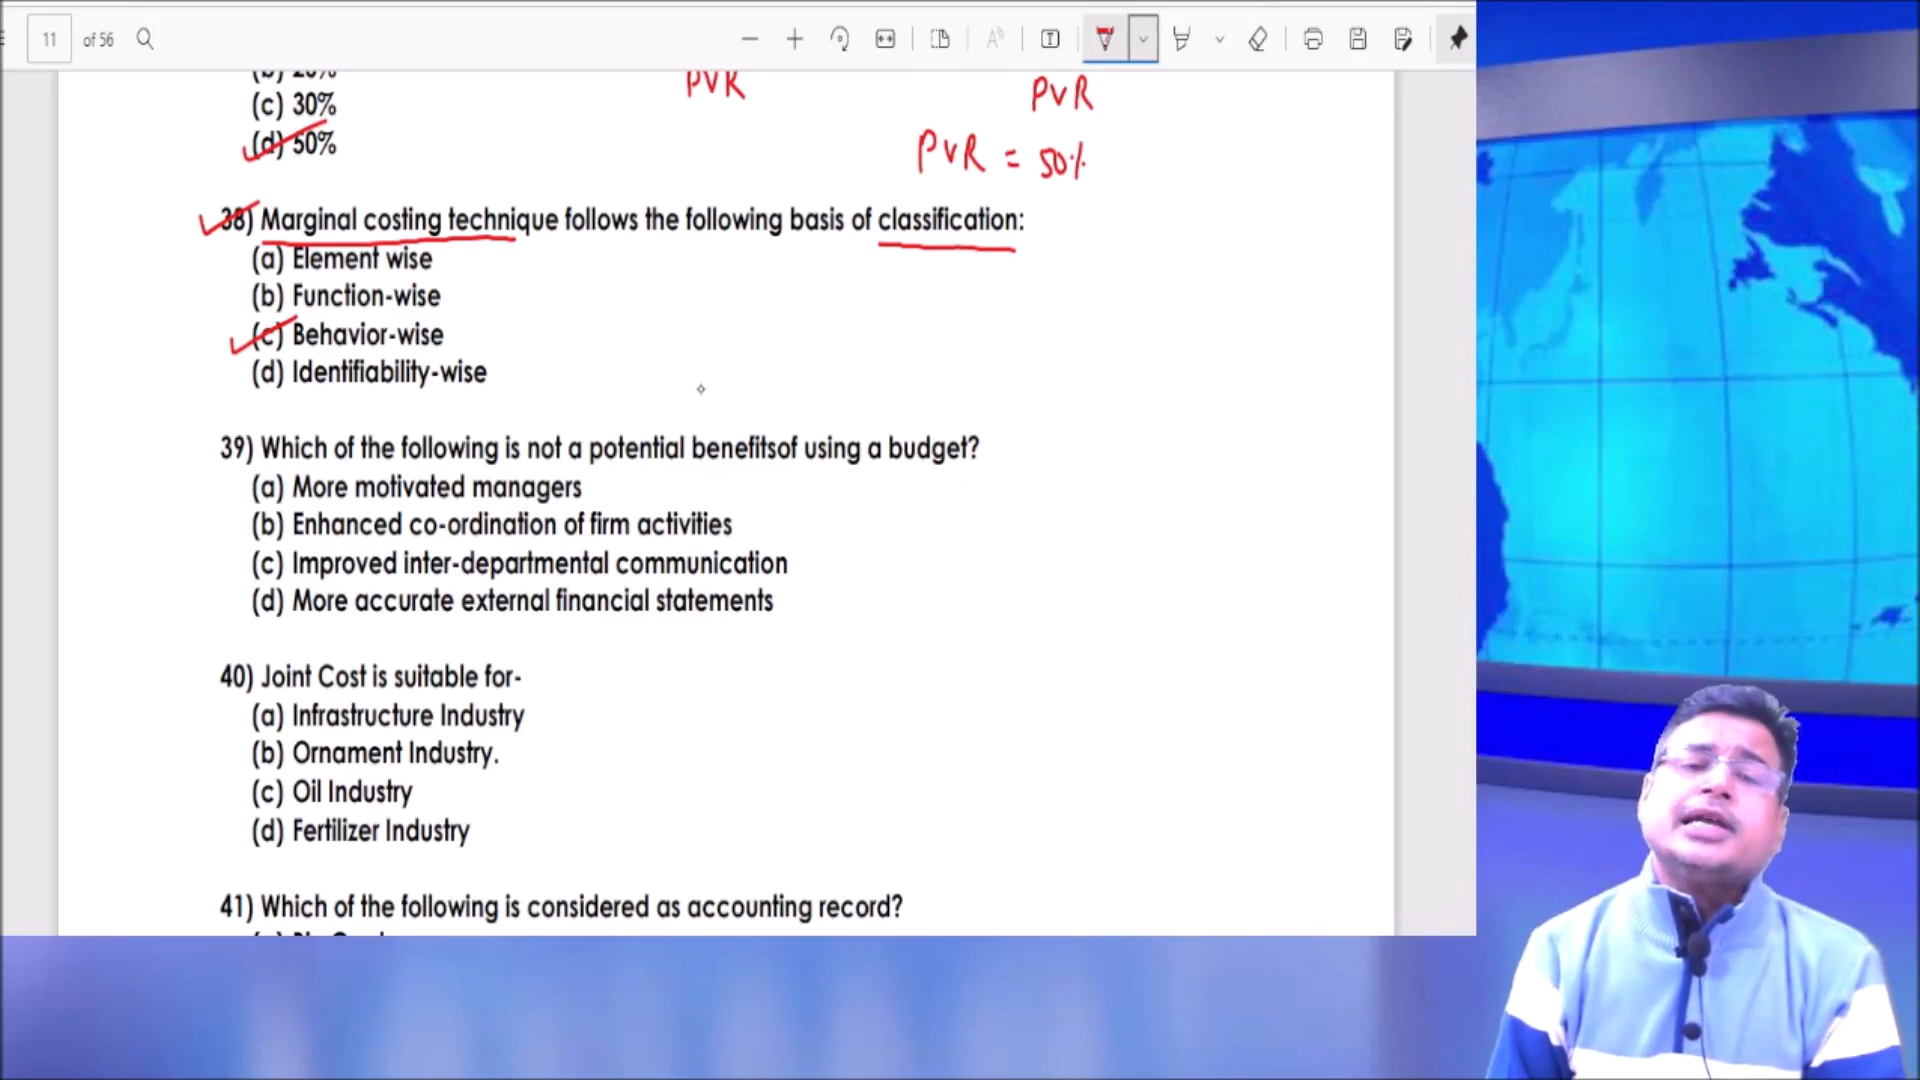 11 of 56
PVR PVR
(c) 30%
(d) 50%
PVR = 50%
38) Marginal costing technique follows the following basis of classification:
(a) Element wise
(b) Function-wise
(c) Behavior-wise
(d) Identifiability-wise
39) Which of the following is not a potential benefitsof using a budget?
(a) More motivated managers
(b) Enhanced co-ordination of firm activities
(c) Improved inter-departmental communication
(d) More accurate external financial statements
40) Joint Cost is suitable for-
(a) Infrastructure Industry
(b) Ornament Industry.
(c) Oil Industry
(d) Fertilizer Industry
41) Which of the following is considered as accounting record?